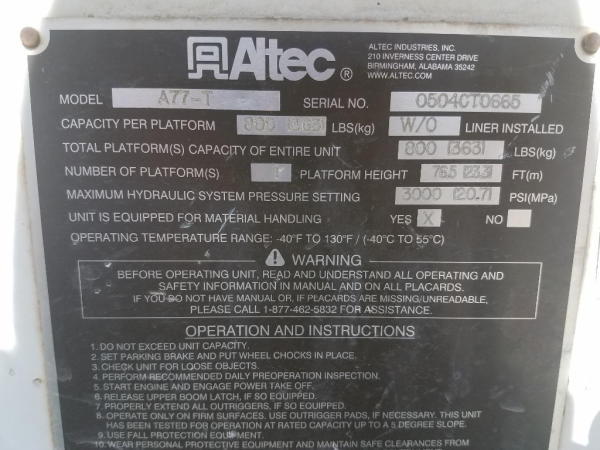 Altec ®
ALTEC INDUSTRIES, INC.
210 INVERNESS CENTER DRIVE
BIRMINGHAM, ALABAMA 35242
WWW.ALTEC.COM
MODEL A77-T SERIAL NO. 0504CT0665
CAPACITY PER PLATFORM 800 (363) LBS(kg) W/O LINER INSTALLED
TOTAL PLATFORM(S) CAPACITY OF ENTIRE UNIT 800 (363) LBS(kg)
NUMBER OF PLATFORM(S) PLATFORM HEIGHT 76.5 (23.3) FT(m)
MAXIMUM HYDRAULIC SYSTEM PRESSURE SETTING 3000 (20.7) PSI(MPa)
UNIT IS EQUIPPED FOR MATERIAL HANDLING YES X NO
OPERATING TEMPERATURE RANGE: -40°F TO 130°F / (-40°C TO 55°C)
WARNING
BEFORE OPERATING UNIT, READ AND UNDERSTAND ALL OPERATING AND
SAFETY INFORMATION IN MANUAL AND ON ALL PLACARDS.
IF YOU DO NOT HAVE MANUAL OR, IF PLACARDS ARE MISSING/UNREADABLE,
PLEASE CALL 1-877-462-5832 FOR ASSISTANCE.
OPERATION AND INSTRUCTIONS
1. DO NOT EXCEED UNIT CAPACITY.
2. SET PARKING BRAKE AND PUT WHEEL CHOCKS IN PLACE.
3. CHECK UNIT FOR LOOSE OBJECTS.
4. PERFORM RECOMMENDED DAILY PREOPERATION INSPECTION.
5. START ENGINE AND ENGAGE POWER TAKE OFF.
6. RELEASE UPPER BOOM LATCH, IF SO EQUIPPED.
7. PROPERLY EXTEND ALL OUTRIGGERS, IF SO EQUIPPED.
8. OPERATE ONLY ON FIRM SURFACES. USE OUTRIGGER PADS, IF NECESSARY. THIS UNIT
HAS BEEN TESTED FOR OPERATION AT RATED CAPACITY UP TO A 5 DEGREE SLOPE.
9. USE FALL PROTECTION EQUIPMENT.
10. WEAR PERSONAL PROTECTIVE EQUIPMENT AND MAINTAIN SAFE CLEARANCES FROM